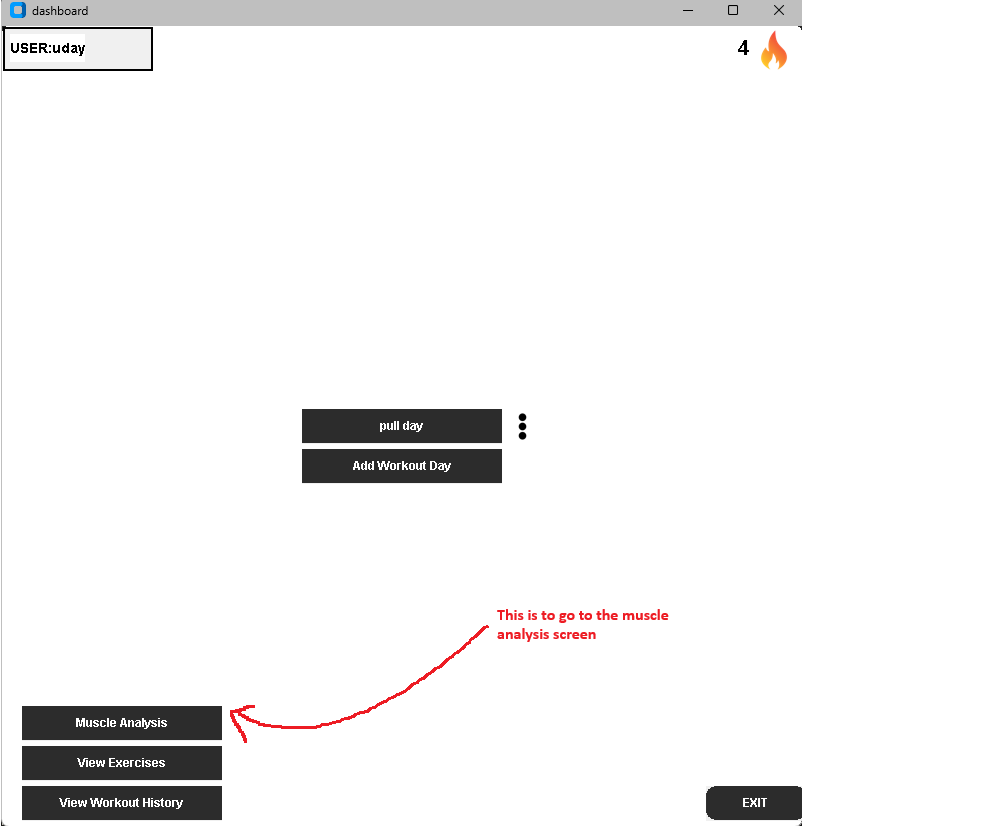 dashboard
USER:uday
4
pull day
Add Workout Day
This is to go to the muscle
analysis screen
Muscle Analysis
View Exercises
View Workout History
EXIT